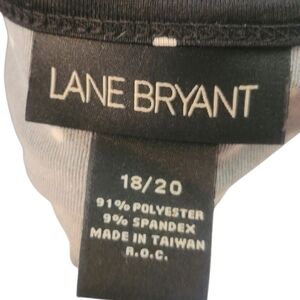 LANE BRYANT
18/20
91% POLYESTER
9% SPANDEX
MADE IN TAIWAN
R.O.C.